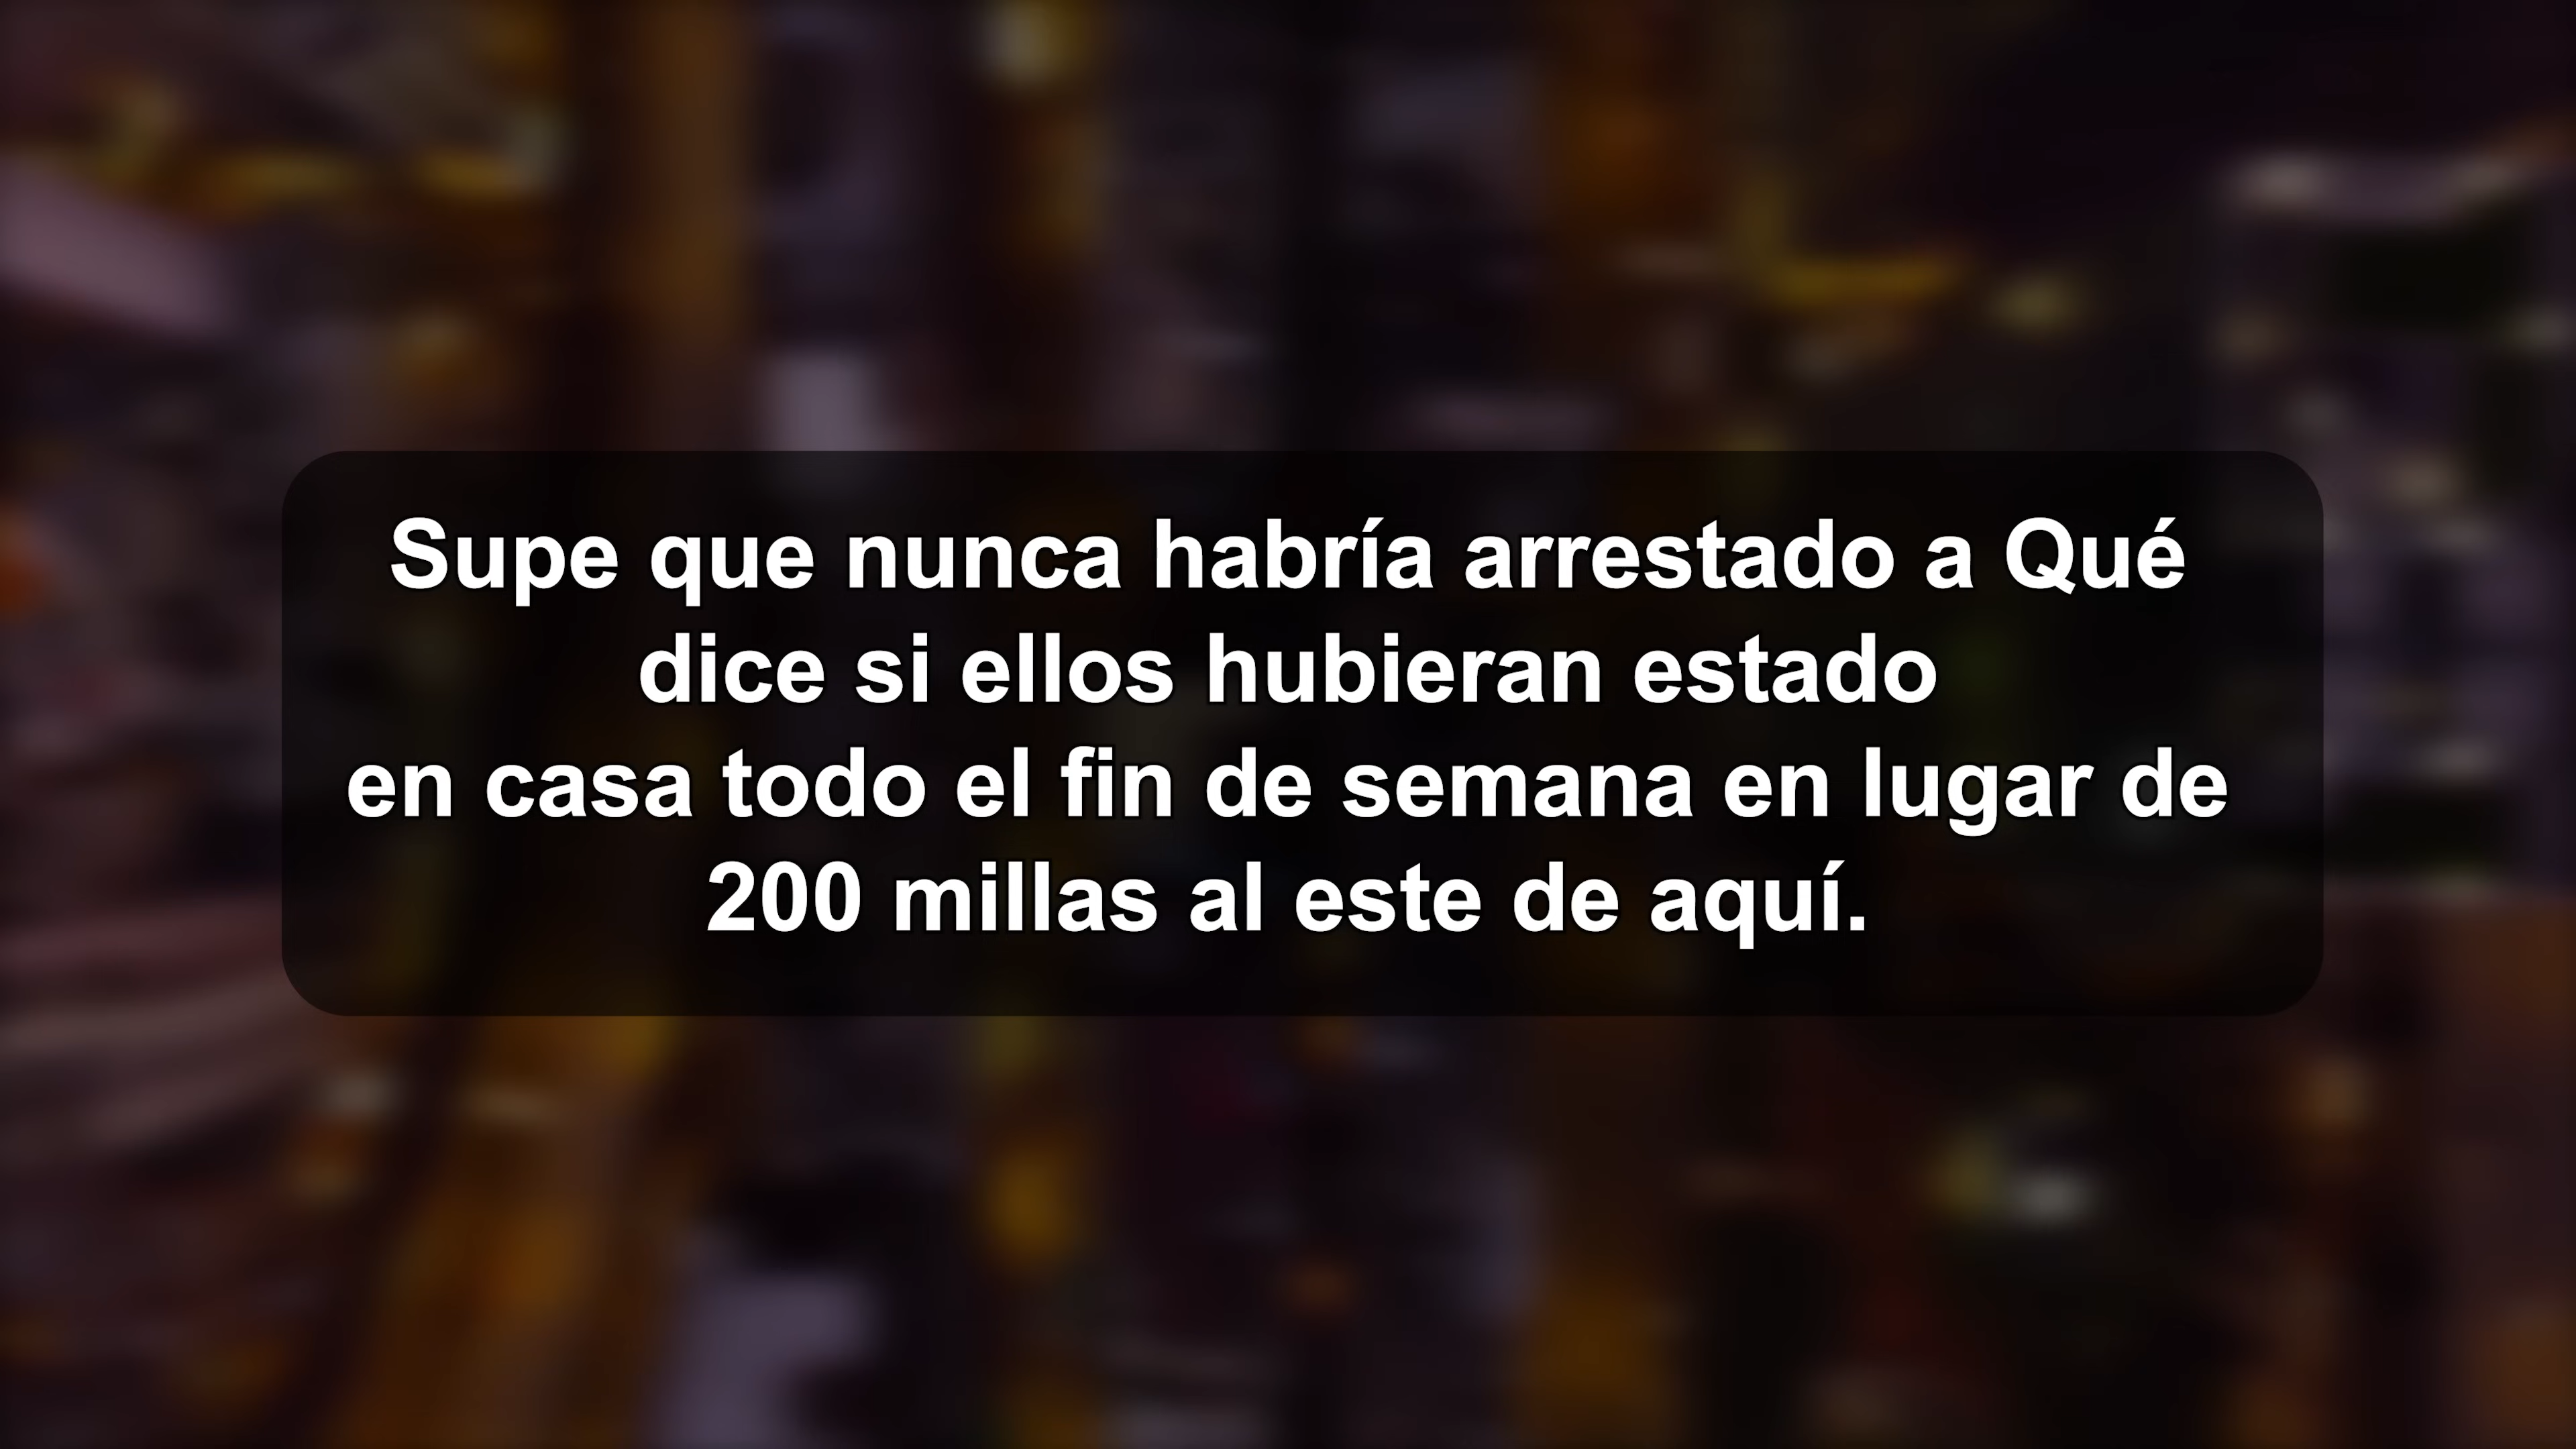 Supe que nunca habría arrestado a Qué
dice si ellos hubieran estado
en casa todo el fin de semana en lugar de
200 millas al este de aquí.